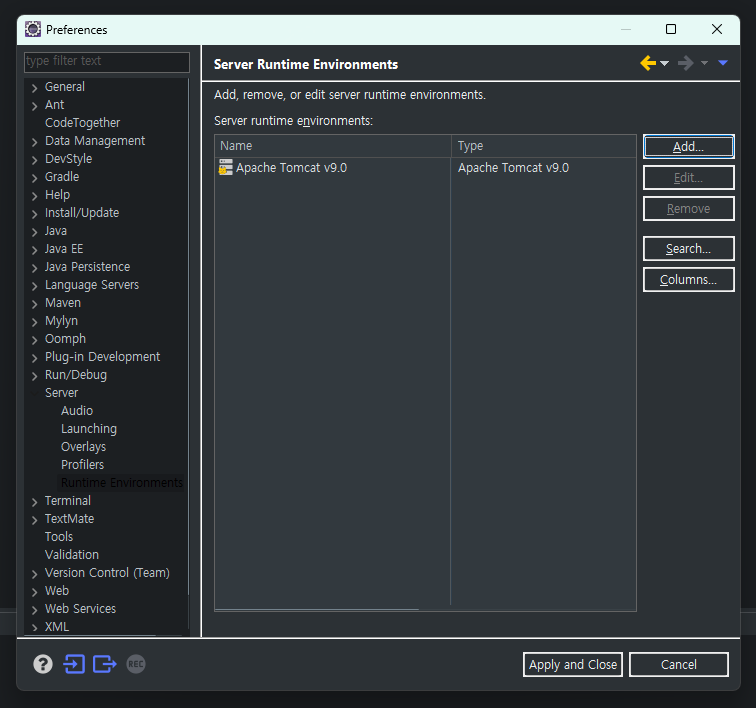 Preferences
type filter text
General
Ant
CodeTogether
Data Management
DevStyle
Gradle
Help
Install/Update
Java
Java EE
Java Persistence
Language Servers
Maven
Mylyn
Oomph
Plug-in Development
Run/Debug
Server
Audio
Launching
Overlays
Profilers
Runtime Environments
Terminal
TextMate
Tools
Validation
Version Control (Team)
Web
Web Services
XML
Server Runtime Environments
Add, remove, or edit server runtime environments.
Server runtime environments:
Name Type
Apache Tomcat v9.0 Apache Tomcat v9.0
Add...
Edit...
Remove
Search...
Columns...
? REC
Apply and Close Cancel